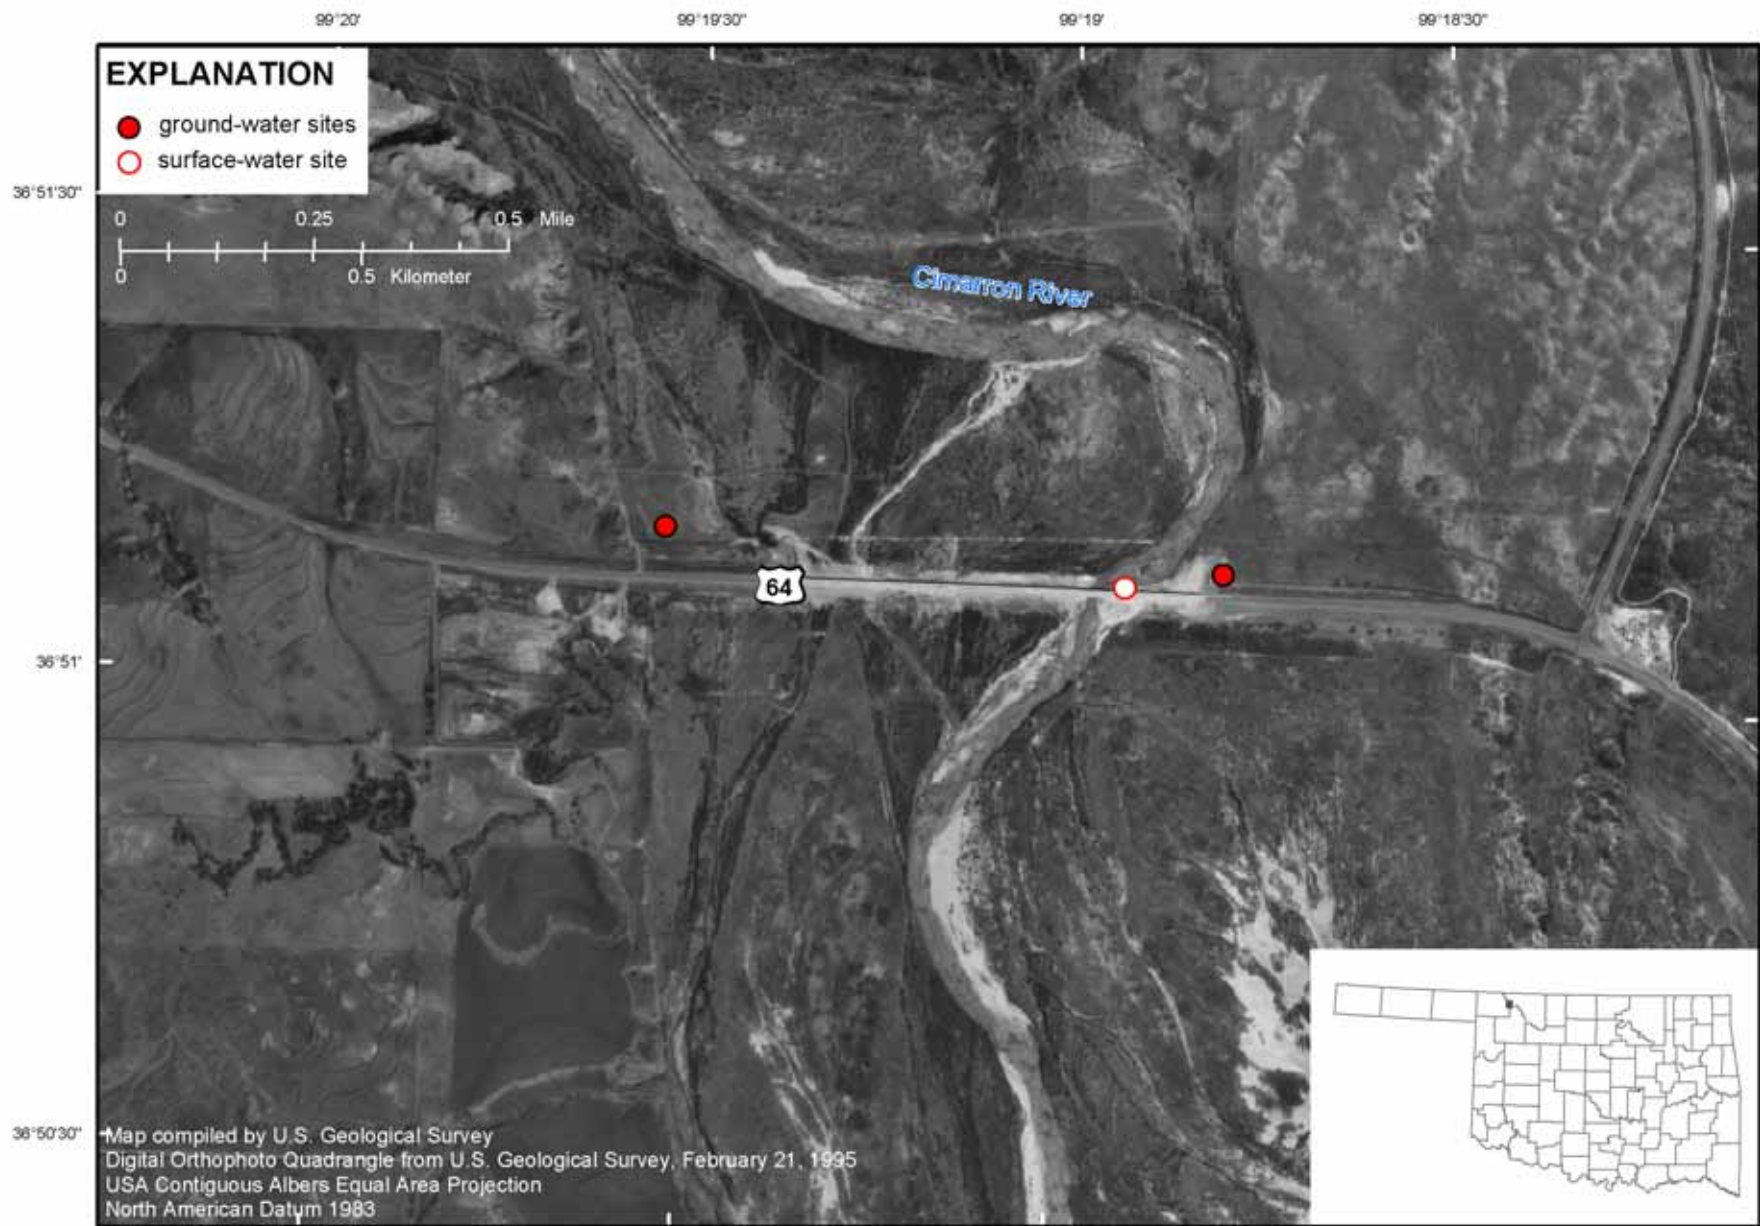 99°20' 99°19'30" 99°19' 99°18'30"
EXPLANATION
ground-water sites
surface-water site
36°51'30"
0 0.25 0.5 Mile
0 0.5 Kilometer
Cimarron River
64
36°51'
36°50'30"
Map compiled by U.S. Geological Survey
Digital Orthophoto Quadrangle from U.S. Geological Survey, February 21, 1995
USA Contiguous Albers Equal Area Projection
North American Datum 1983